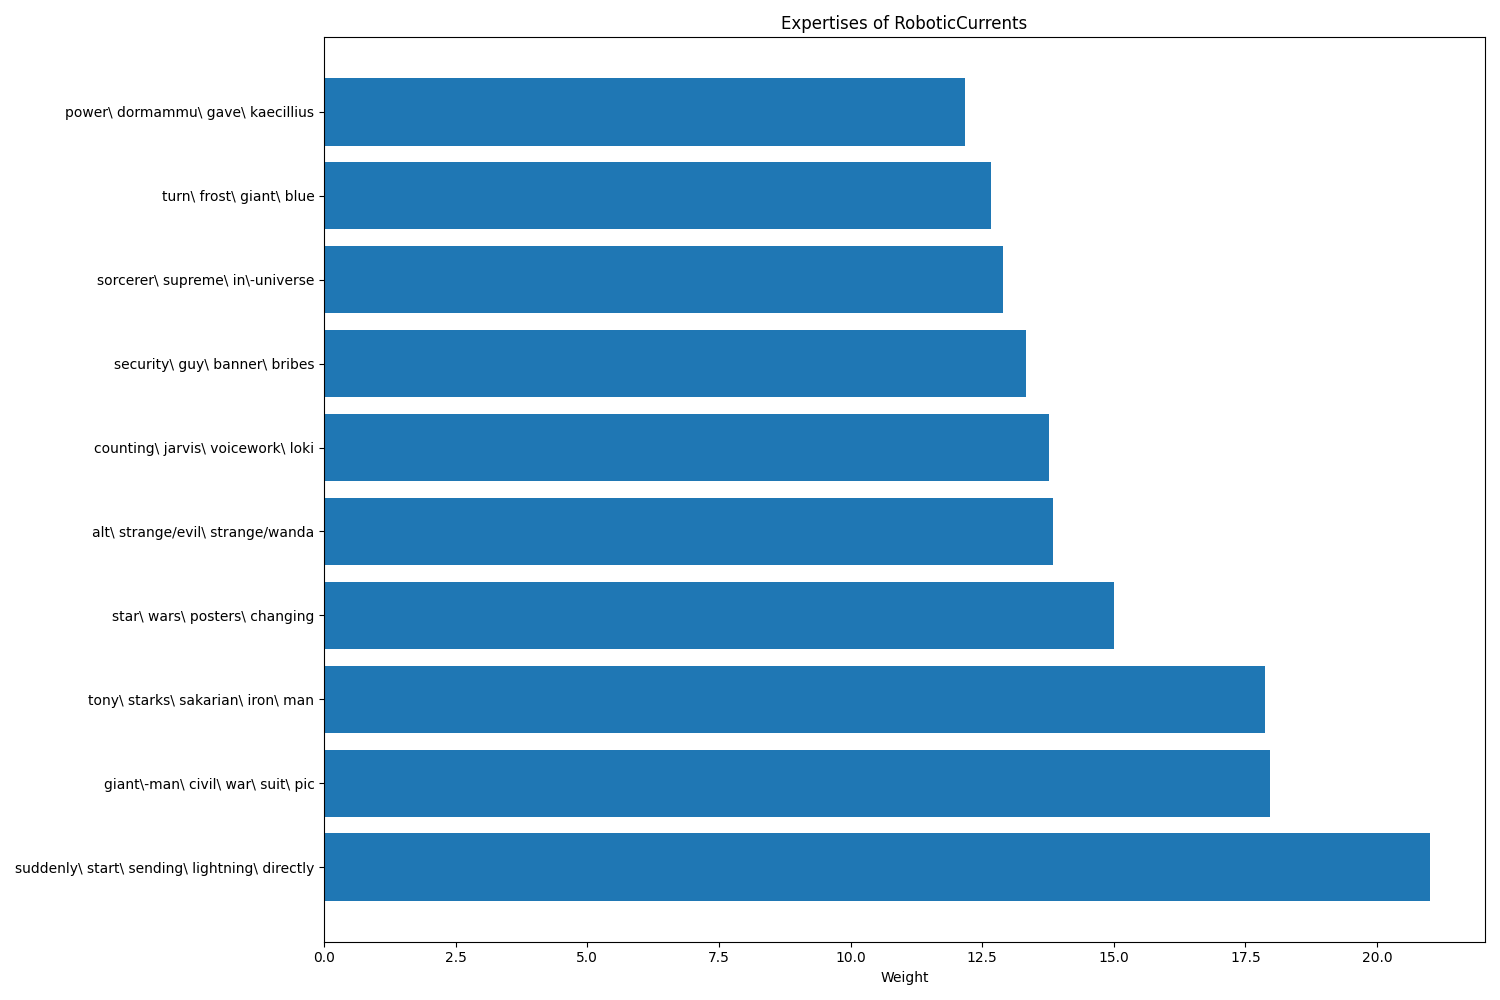 Expertises of RoboticCurrents
power\ dormammu\ gave\ kaecillius
turn\ frost\ giant\ blue
sorcerer\ supreme\ in\-universe
security\ guy\ banner\ bribes
counting\ jarvis\ voicework\ loki
alt\ strange/evil\ strange/wanda
star\ wars\ posters\ changing
tony\ starks\ sakarian\ iron\ man
giant\-man\ civil\ war\ suit\ pic
suddenly\ start\ sending\ lightning\ directly
0.0 2.5 5.0 7.5 10.0 12.5 15.0 17.5 20.0
Weight